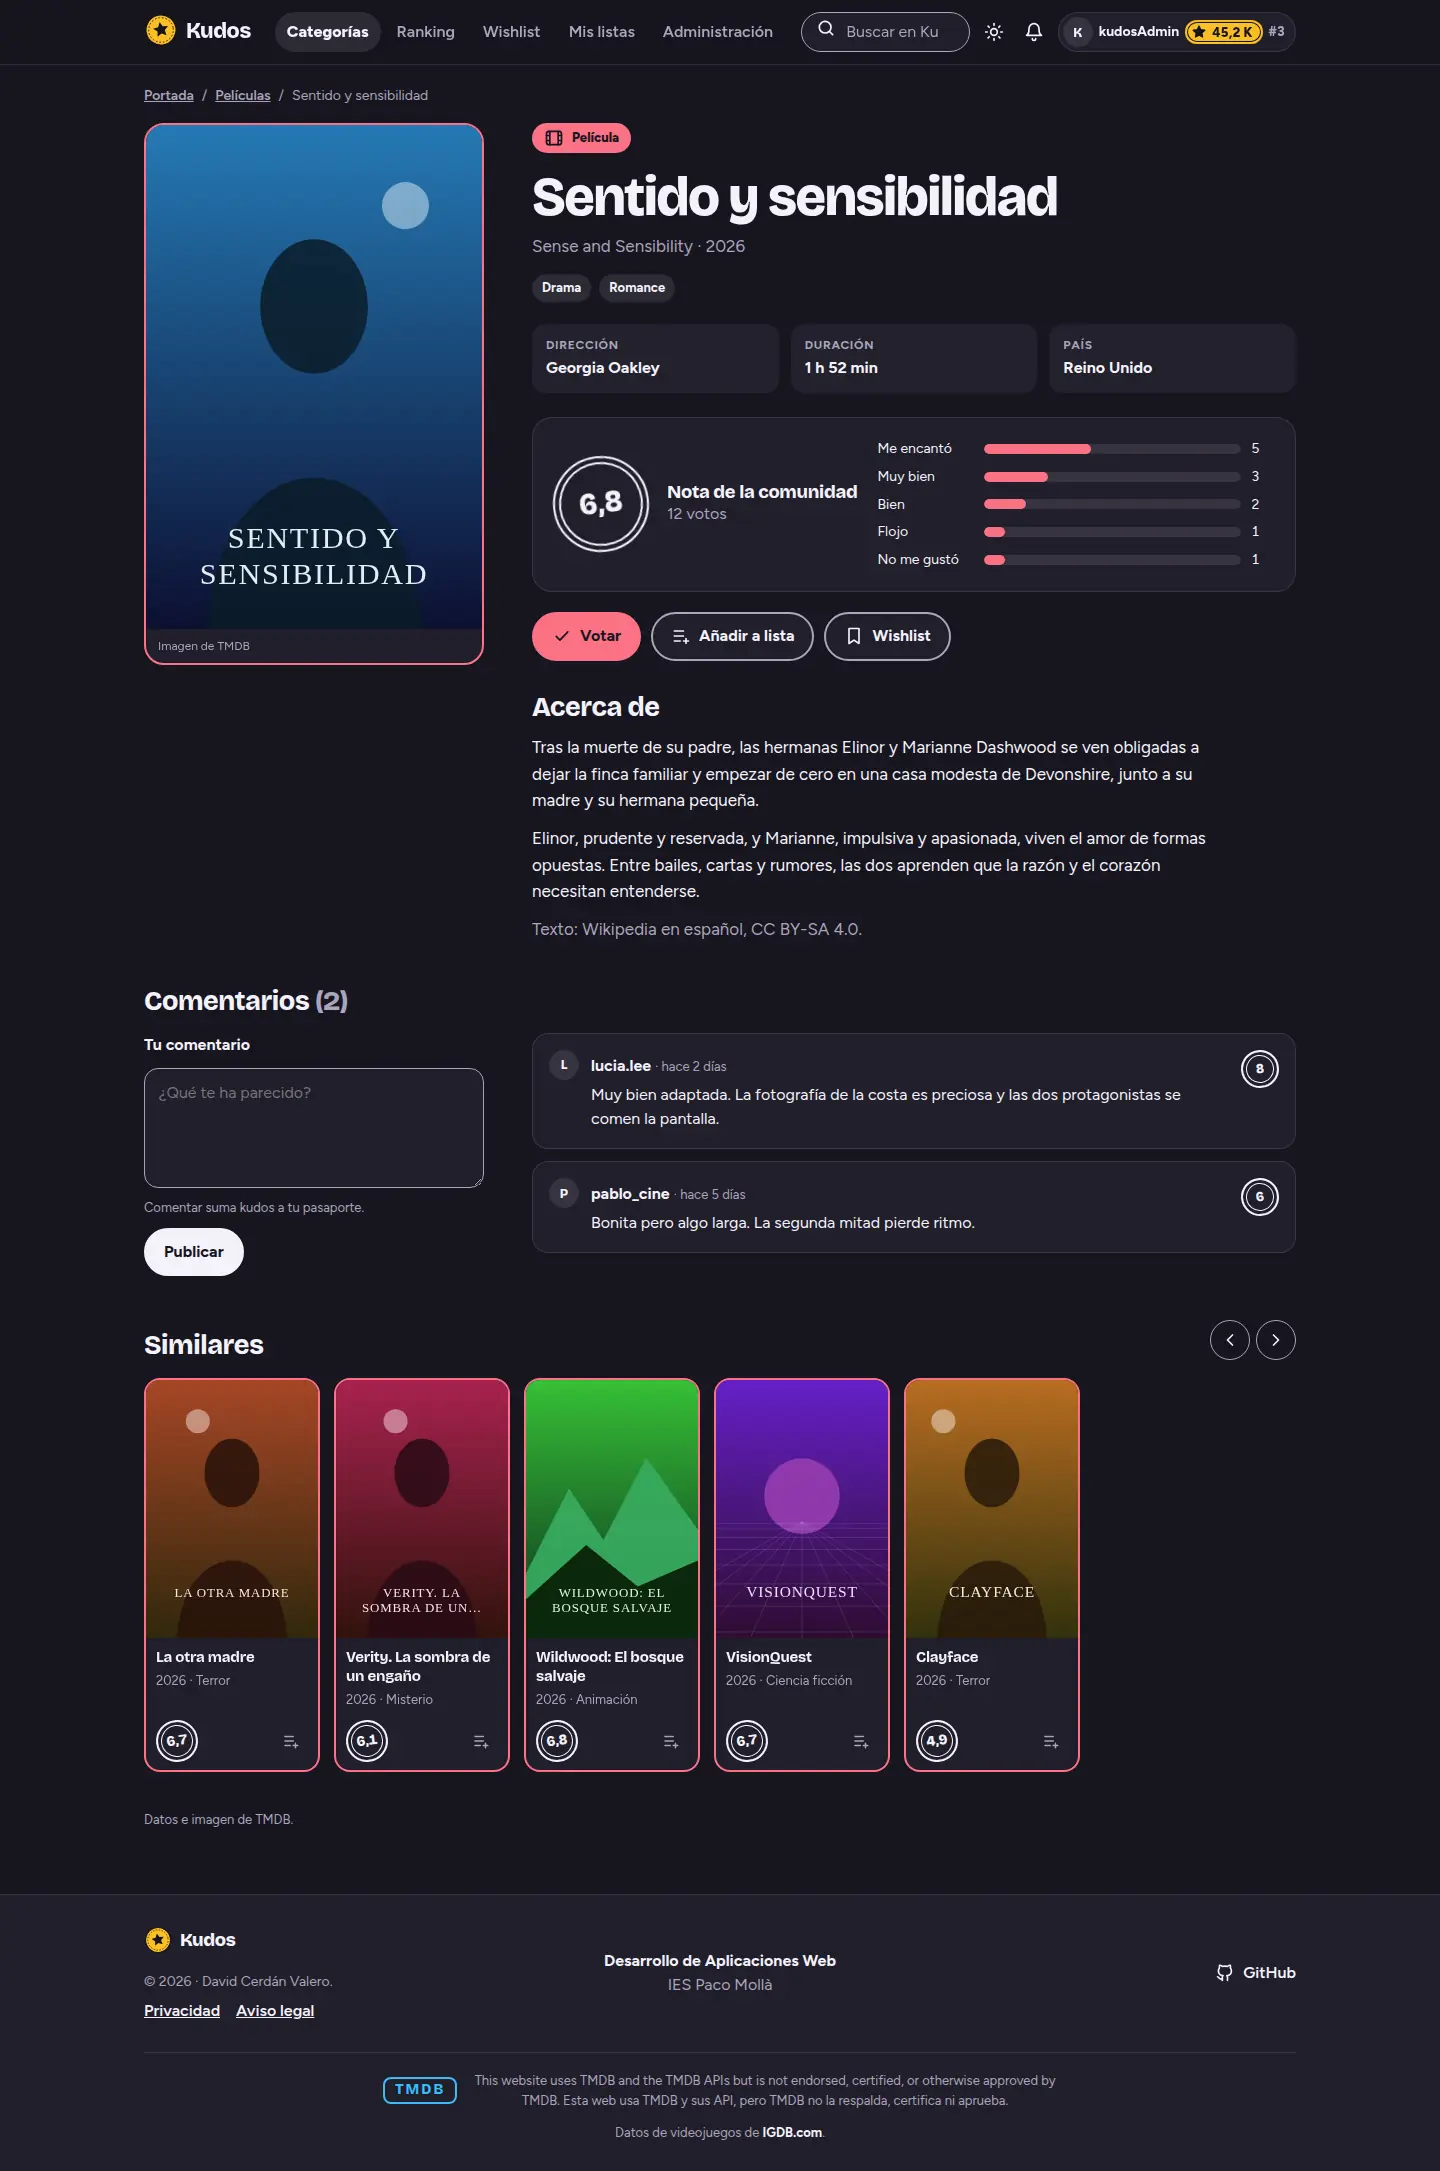 Kudos
Categorías
Ranking
Wishlist
Mis listas
Administración
Buscar en Ku
K
kudosAdmin
45,2 K
#3
Portada / Películas / Sentido y sensibilidad
SENTIDO Y
SENSIBILIDAD
Imagen de TMDB
Película
Sentido y sensibilidad
Sense and Sensibility · 2026
Drama
Romance
DIRECCIÓN
Georgia Oakley
DURACIÓN
1 h 52 min
PAÍS
Reino Unido
6,8
Nota de la comunidad
12 votos
Me encantó 5
Muy bien 3
Bien 2
Flojo 1
No me gustó 1
Votar
Añadir a lista
Wishlist
Acerca de
Tras la muerte de su padre, las hermanas Elinor y Marianne Dashwood se ven obligadas a
dejar la finca familiar y empezar de cero en una casa modesta de Devonshire, junto a su
madre y su hermana pequeña.
Elinor, prudente y reservada, y Marianne, impulsiva y apasionada, viven el amor de formas
opuestas. Entre bailes, cartas y rumores, las dos aprenden que la razón y el corazón
necesitan entenderse.
Texto: Wikipedia en español, CC BY-SA 4.0.
Comentarios (2)
Tu comentario
¿Qué te ha parecido?
Comentar suma kudos a tu pasaporte.
Publicar
L
lucia.lee · hace 2 días
8
Muy bien adaptada. La fotografía de la costa es preciosa y las dos protagonistas se
comen la pantalla.
P
pablo_cine · hace 5 días
6
Bonita pero algo larga. La segunda mitad pierde ritmo.
Similares
LA OTRA MADRE
La otra madre
2026 · Terror
6,7
VERITY. LA
SOMBRA DE UN…
Verity. La sombra de
un engaño
2026 · Misterio
6,1
WILDWOOD: EL
BOSQUE SALVAJE
Wildwood: El bosque
salvaje
2026 · Animación
6,8
VISIONQUEST
VisionQuest
2026 · Ciencia ficción
6,7
CLAYFACE
Clayface
2026 · Terror
4,9
Datos e imagen de TMDB.
Kudos
© 2026 · David Cerdán Valero.
Privacidad
Aviso legal
Desarrollo de Aplicaciones Web
IES Paco Mollà
GitHub
TMDB
This website uses TMDB and the TMDB APIs but is not endorsed, certified, or otherwise approved by
TMDB. Esta web usa TMDB y sus API, pero TMDB no la respalda, certifica ni aprueba.
Datos de videojuegos de IGDB.com.